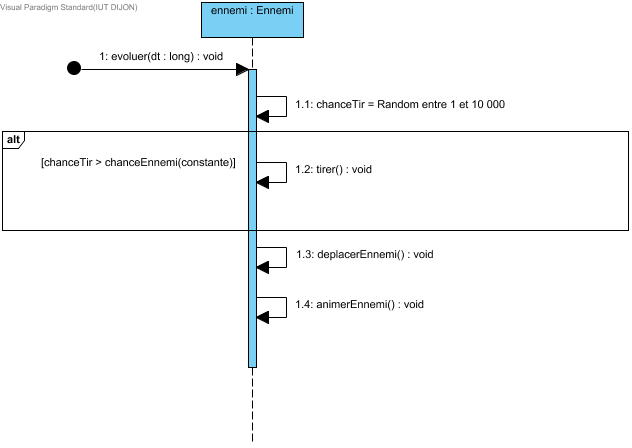 Visual Paradigm Standard(IUT DIJON)
ennemi : Ennemi
1: evoluer(dt : long) : void
1.1: chanceTir = Random entre 1 et 10 000
alt
[chanceTir > chanceEnnemi(constante)]
1.2: tirer() : void
1.3: deplacerEnnemi() : void
1.4: animerEnnemi() : void